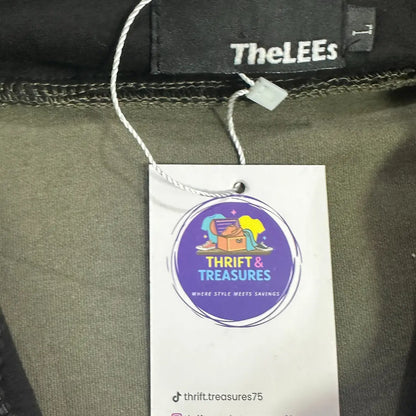 TheLEEs
L
THRIFT &
TREASURES
WHERE STYLE MEETS SAVINGS
thrift.treasures75